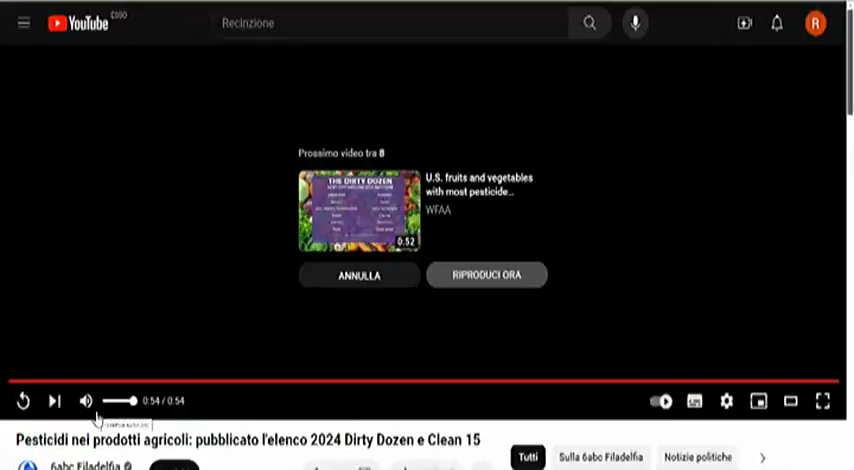 YouTube
Recinzione
R
Prossimo video tra 8
THE DIRTY DOZEN
0:52
U.S. fruits and vegetables
with most pesticide...
WFAA
ANNULLA
RIPRODUCI ORA
0:54 / 0:54
Pesticidi nei prodotti agricoli: pubblicato l'elenco 2024 Dirty Dozen e Clean 15
6abc Filadelfia
Tutti
Sulla 6abc Filadelfia
Notizie politiche